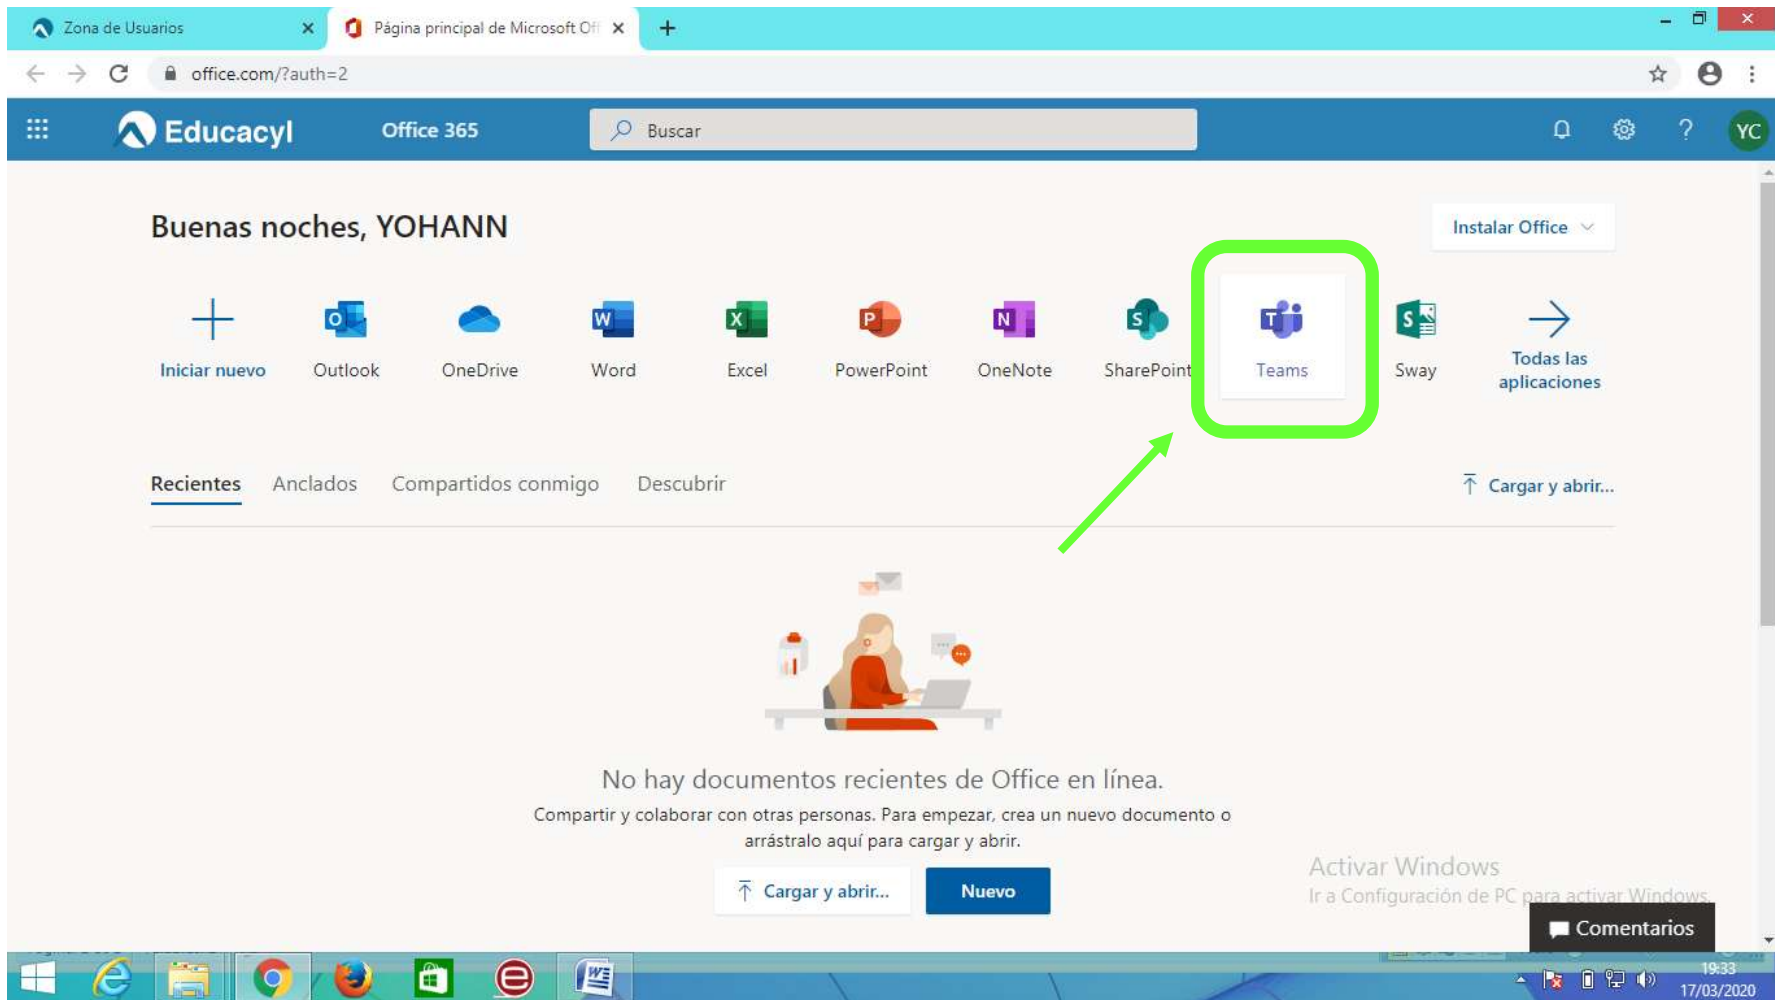 Zona de Usuarios
Página principal de Microsoft Off
office.com/?auth=2
Educacyl
Office 365
Buscar
YC
Buenas noches, YOHANN
Instalar Office
Iniciar nuevo
Outlook
OneDrive
Word
Excel
PowerPoint
OneNote
SharePoint
Teams
Sway
Todas las
aplicaciones
Recientes
Anclados
Compartidos conmigo
Descubrir
Cargar y abrir...
No hay documentos recientes de Office en línea.
Compartir y colaborar con otras personas. Para empezar, crea un nuevo documento o
arrástralo aquí para cargar y abrir.
Cargar y abrir...
Nuevo
Activar Windows
Ir a Configuración de PC para activar Windows.
Comentarios
19:33
17/03/2020